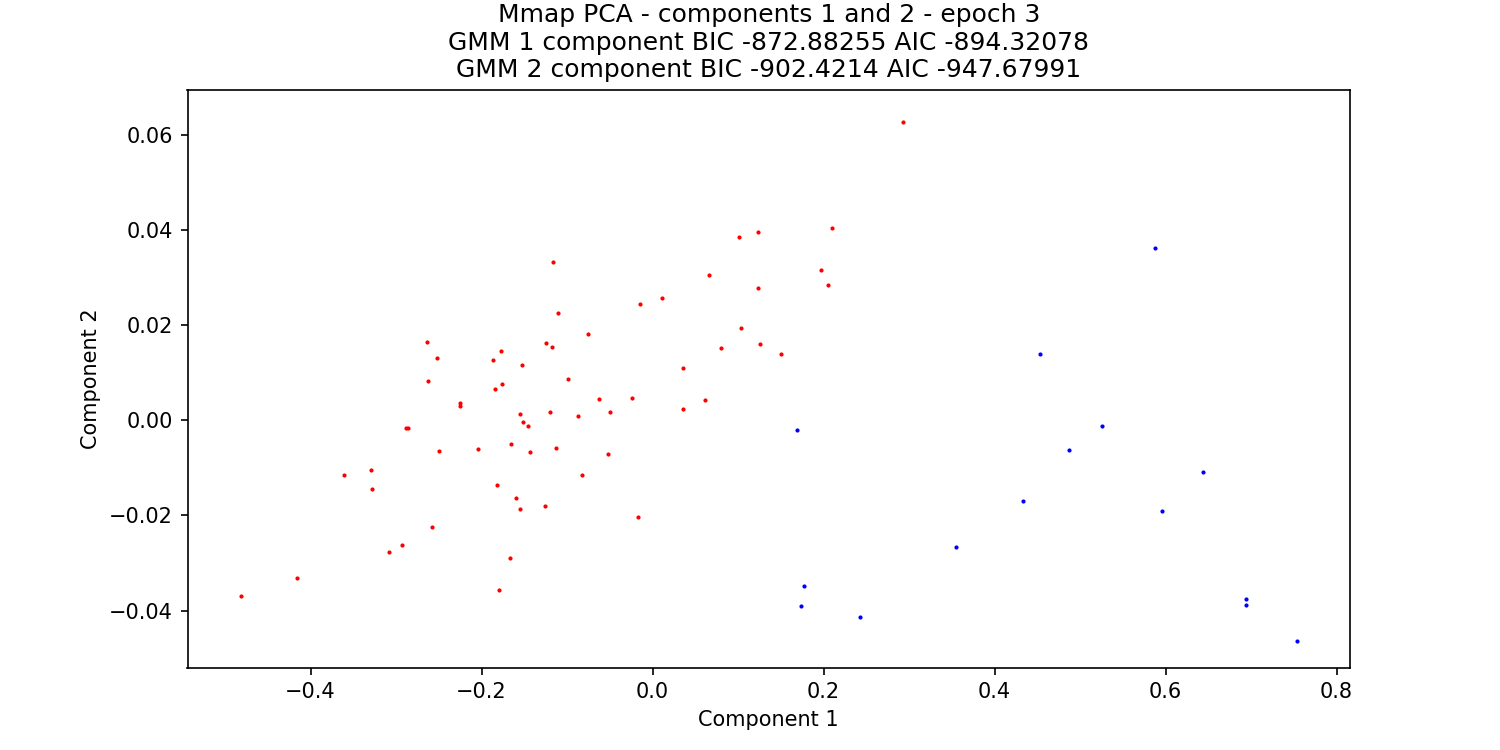 Mmap PCA - components 1 and 2 - epoch 3
GMM 1 component BIC -872.88255 AIC -894.32078
GMM 2 component BIC -902.4214 AIC -947.67991
0.06
0.04
0.02
0.00
−0.02
−0.04
Component 2
−0.4
−0.2
0.0
0.2
0.4
0.6
0.8
Component 1